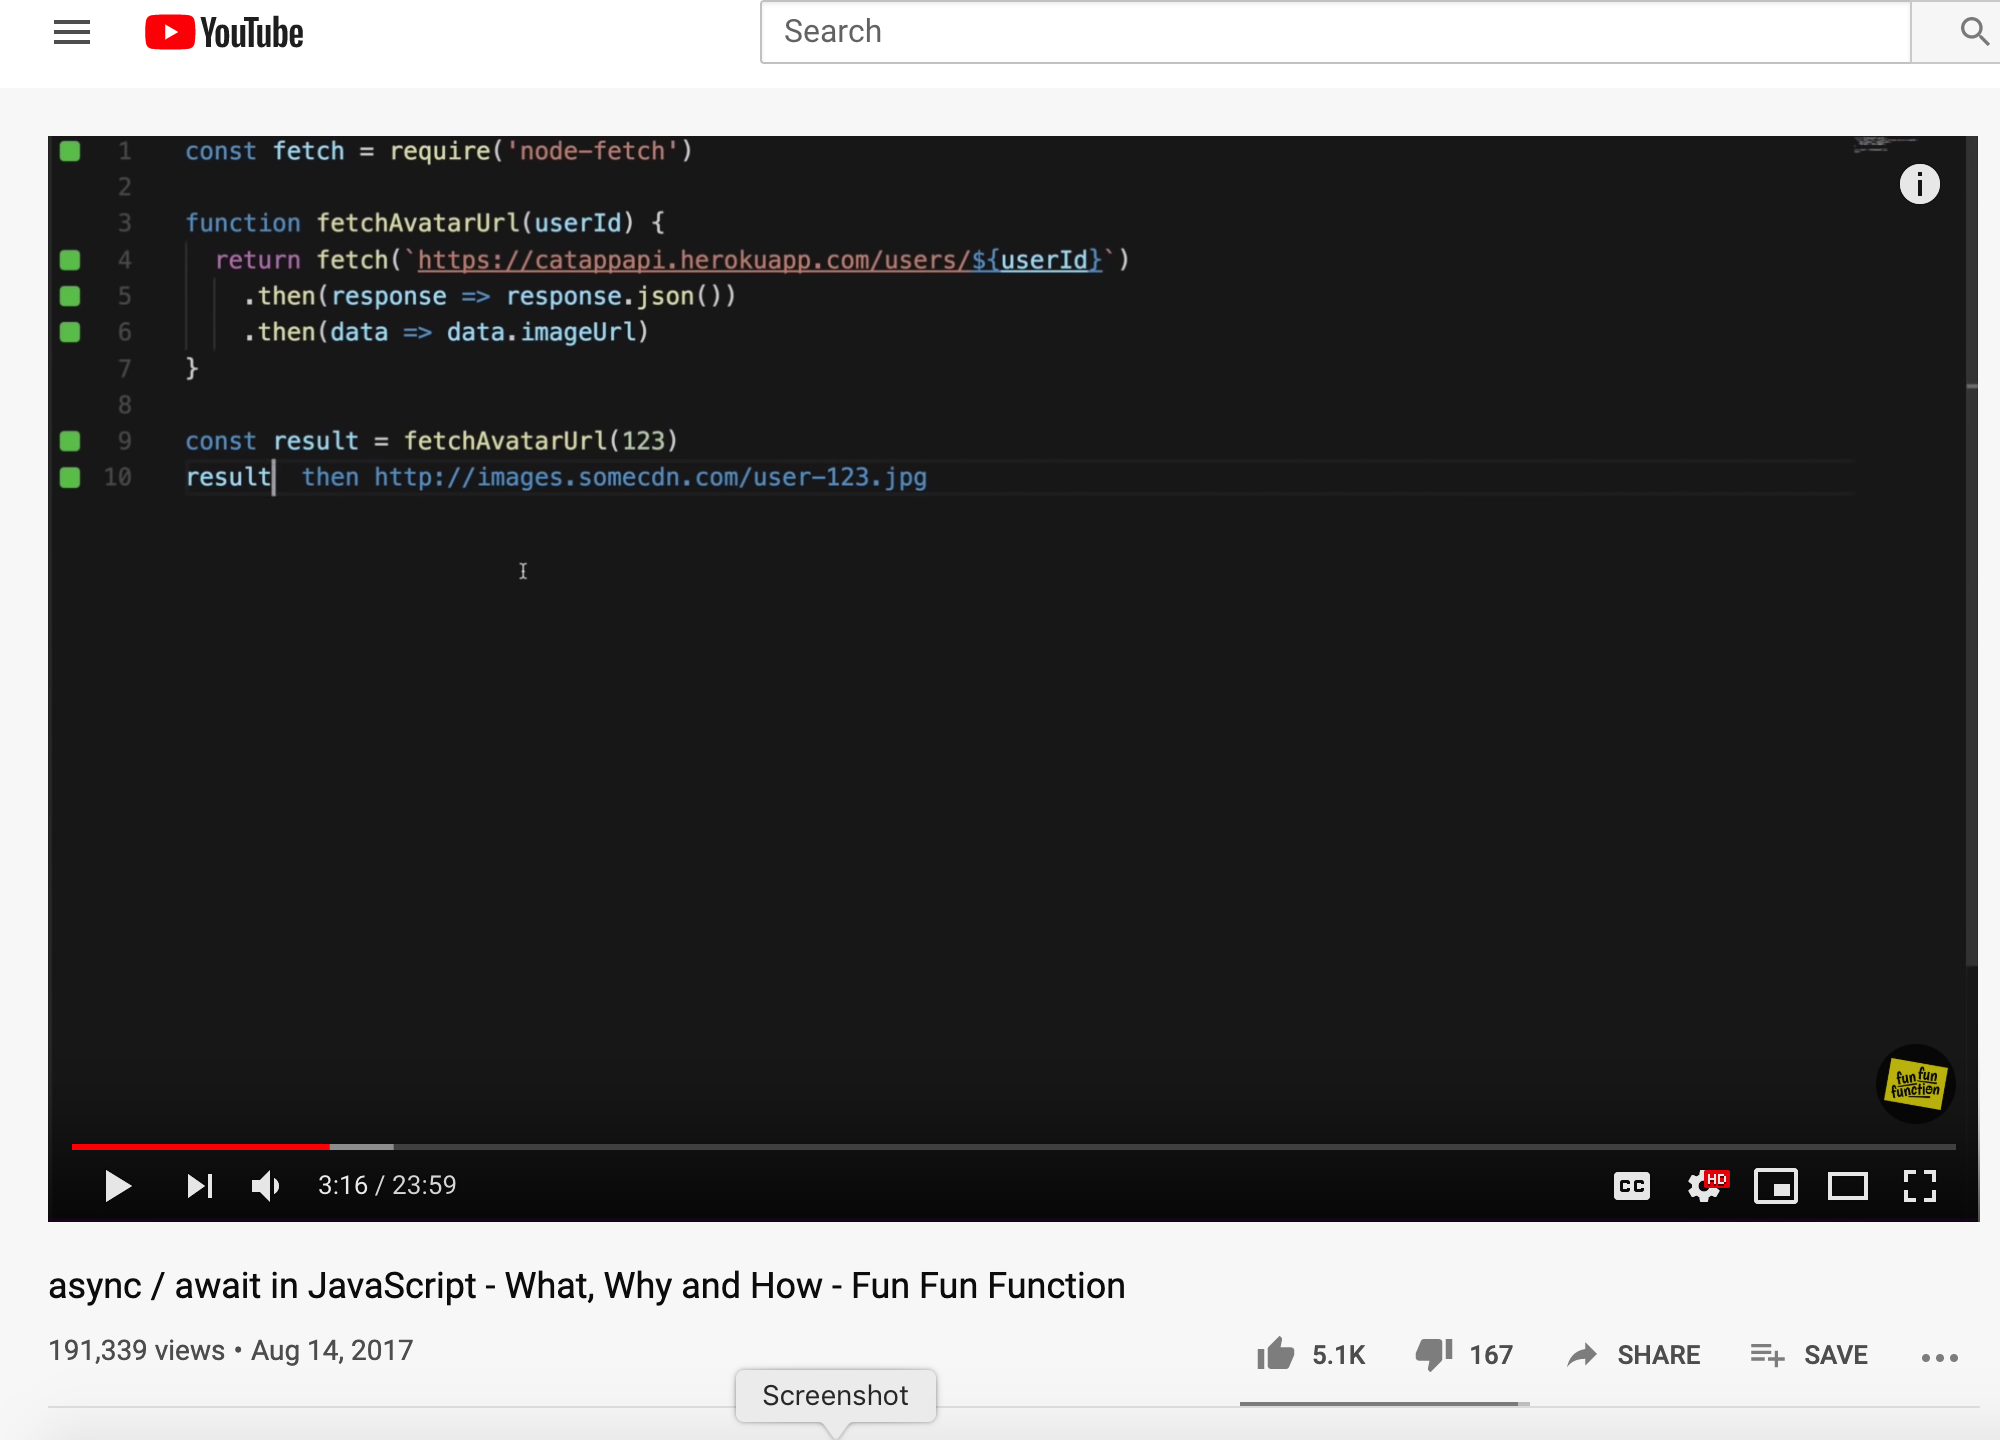 YouTube
Search
1 const fetch = require('node-fetch')
2
3 function fetchAvatarUrl(userId) {
4 return fetch(`https://catappapi.herokuapp.com/users/${userId}`)
5 .then(response => response.json())
6 .then(data => data.imageUrl)
7 }
8
9 const result = fetchAvatarUrl(123)
10 result then http://images.somecdn.com/user-123.jpg
fun fun
function
3:16 / 23:59
CC
HD
async / await in JavaScript - What, Why and How - Fun Fun Function
191,339 views • Aug 14, 2017
5.1K
167
SHARE
SAVE
Screenshot